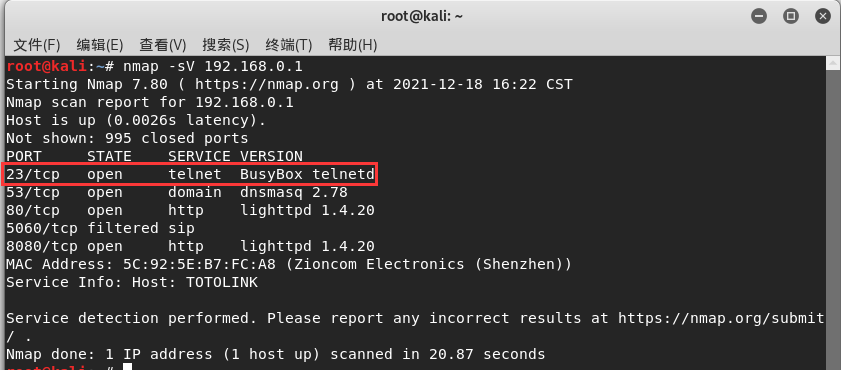 root@kali: ~
文件(F) 编辑(E) 查看(V) 搜索(S) 终端(T) 帮助(H)
root@kali:~# nmap -sV 192.168.0.1
Starting Nmap 7.80 ( https://nmap.org ) at 2021-12-18 16:22 CST
Nmap scan report for 192.168.0.1
Host is up (0.0026s latency).
Not shown: 995 closed ports
PORT     STATE    SERVICE VERSION
23/tcp   open     telnet  BusyBox telnetd
53/tcp   open     domain  dnsmasq 2.78
80/tcp   open     http    lighttpd 1.4.20
5060/tcp filtered sip
8080/tcp open     http    lighttpd 1.4.20
MAC Address: 5C:92:5E:B7:FC:A8 (Zioncom Electronics (Shenzhen))
Service Info: Host: TOTOLINK
Service detection performed. Please report any incorrect results at https://nmap.org/submit
/ .
Nmap done: 1 IP address (1 host up) scanned in 20.87 seconds
root@kali:~#